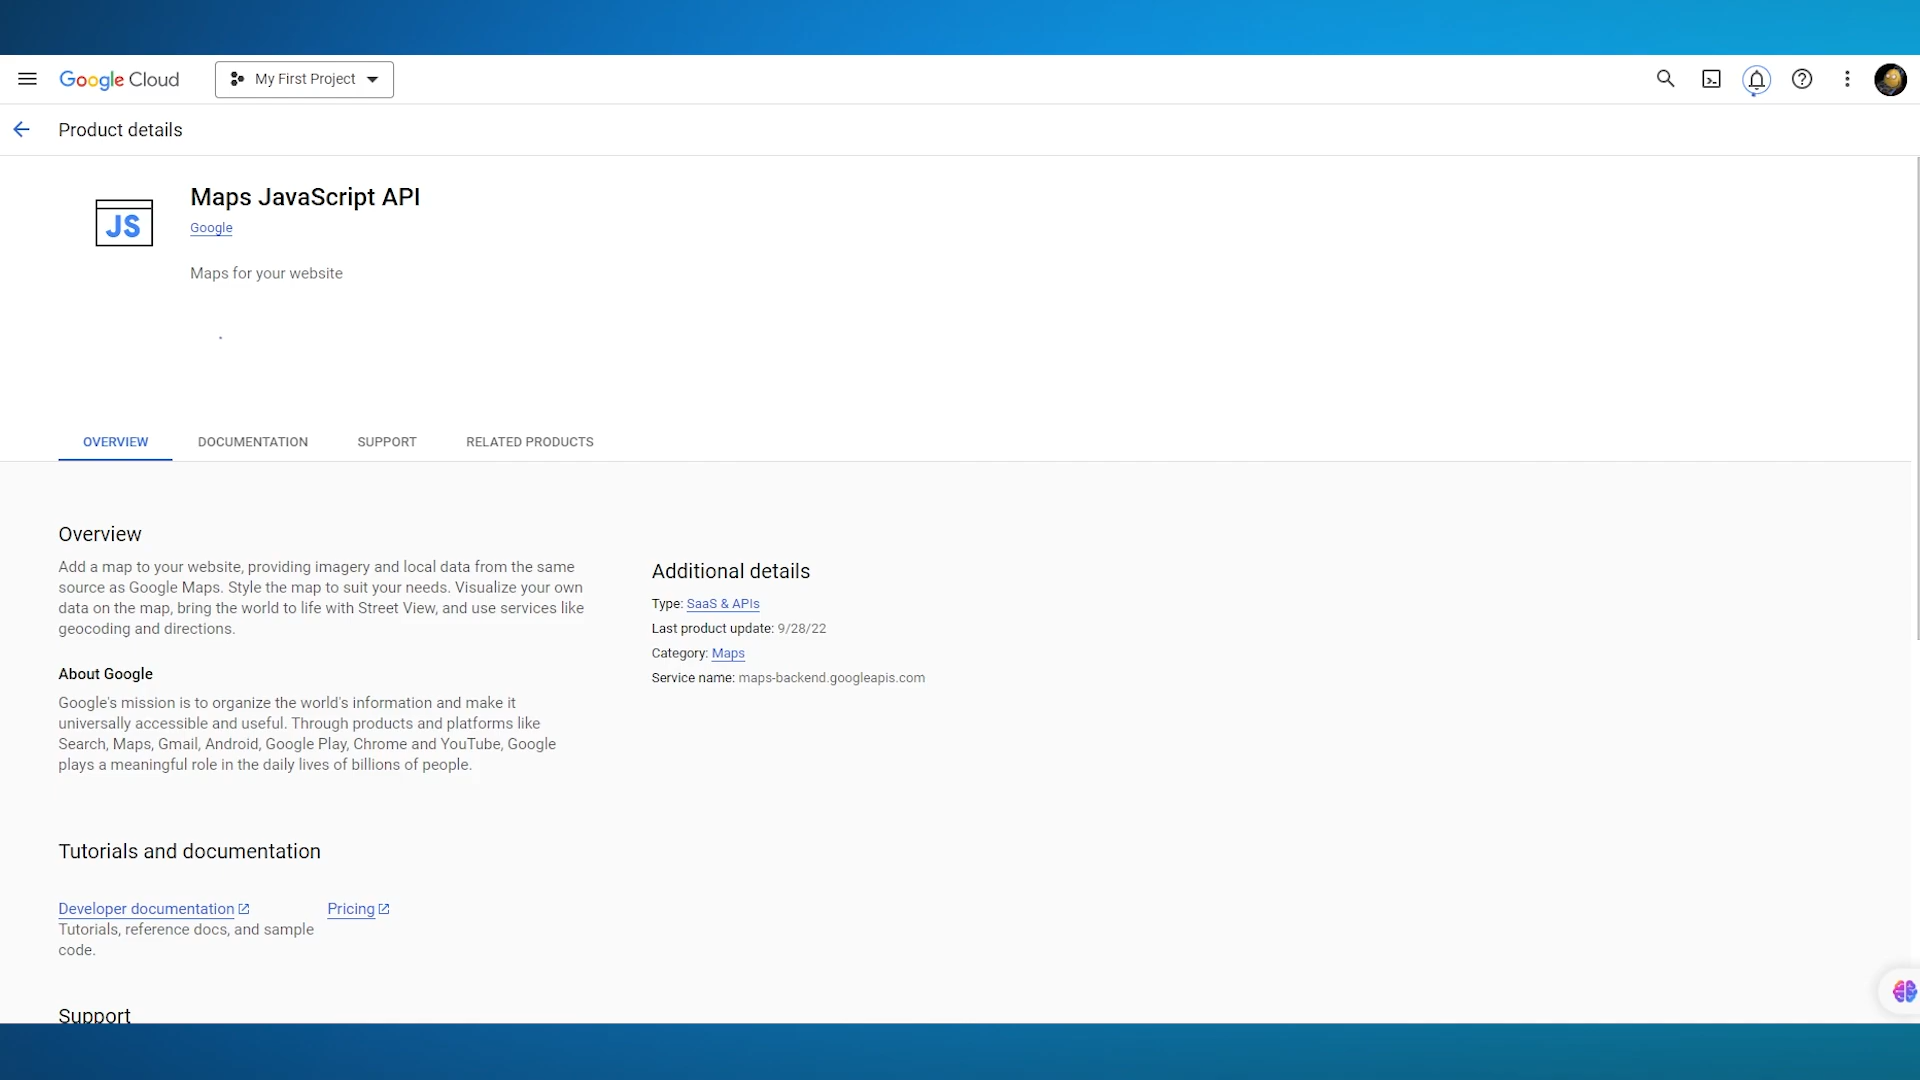 Google Cloud
My First Project
Product details
JS
Maps JavaScript API
Google
Maps for your website
OVERVIEW
DOCUMENTATION
SUPPORT
RELATED PRODUCTS
Overview
Add a map to your website, providing imagery and local data from the same
source as Google Maps. Style the map to suit your needs. Visualize your own
data on the map, bring the world to life with Street View, and use services like
geocoding and directions.
About Google
Google's mission is to organize the world's information and make it
universally accessible and useful. Through products and platforms like
Search, Maps, Gmail, Android, Google Play, Chrome and YouTube, Google
plays a meaningful role in the daily lives of billions of people.
Additional details
Type: SaaS & APIs
Last product update: 9/28/22
Category: Maps
Service name: maps-backend.googleapis.com
Tutorials and documentation
Developer documentation
Tutorials, reference docs, and sample
code.
Pricing
Support